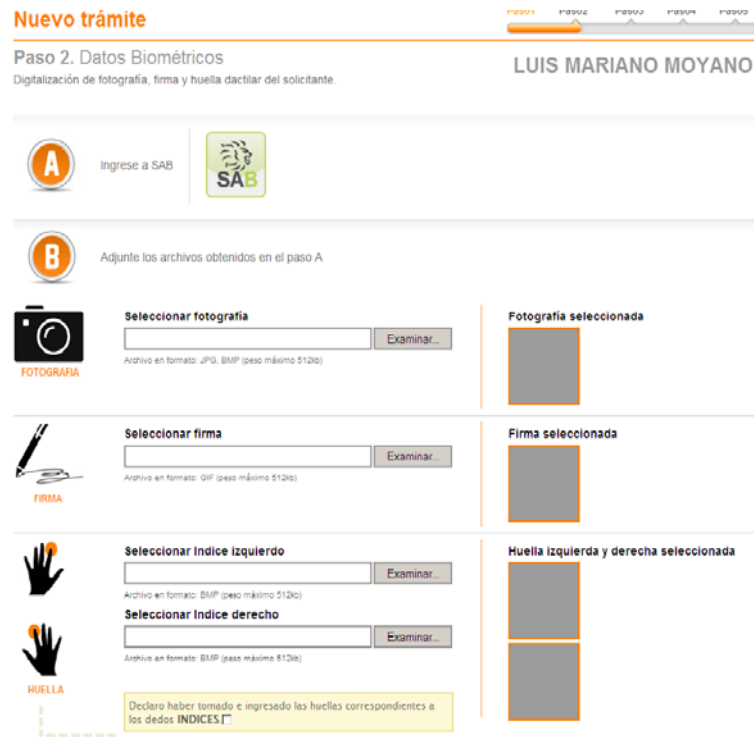 Nuevo trámite
Paso1 Paso2 Paso3 Paso4 Paso5
Paso 2. Datos Biométricos
Digitalización de fotografía, firma y huella dactilar del solicitante.
LUIS MARIANO MOYANO
A
Ingrese a SAB
SAB
B
Adjunte los archivos obtenidos en el paso A
Seleccionar fotografía
Fotografía seleccionada
Examinar...
Archivo en formato: JPG, BMP (peso máximo 512kb)
FOTOGRAFIA
Seleccionar firma
Firma seleccionada
Examinar...
Archivo en formato: GIF (peso máximo 512kb)
FIRMA
Seleccionar Indice izquierdo
Huella izquierda y derecha seleccionada
Examinar...
Archivo en formato: BMP (peso máximo 512kb)
Seleccionar Indice derecho
Examinar...
Archivo en formato: BMP (peso máximo 512kb)
HUELLA
Declaro haber tomado e ingresado las huellas correspondientes a
los dedos INDICES.